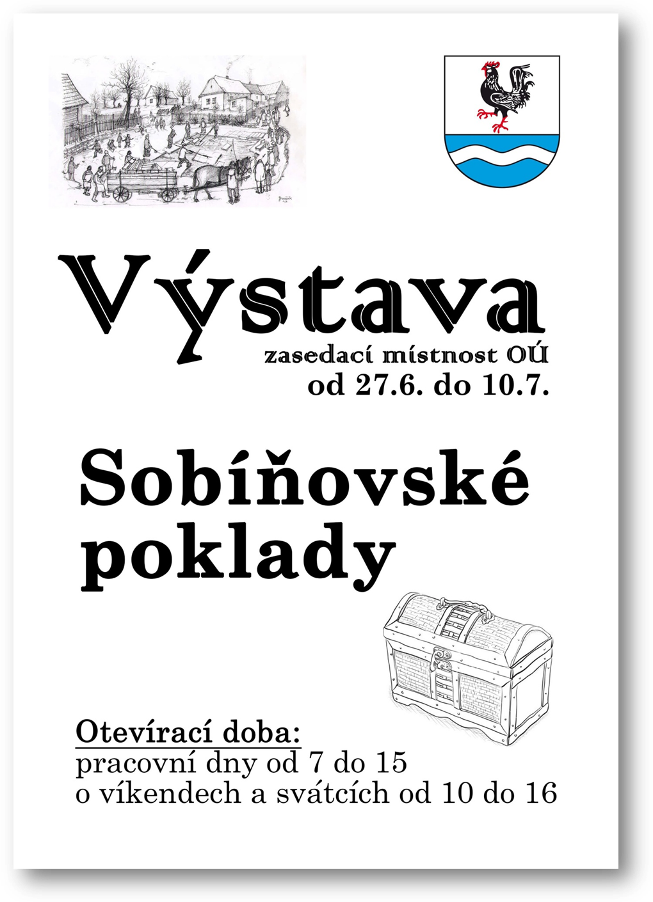 Výstava
zasedací místnost OÚ
od 27.6. do 10.7.
Sobíňovské
poklady
Otevírací doba:
pracovní dny od 7 do 15
o víkendech a svátcích od 10 do 16